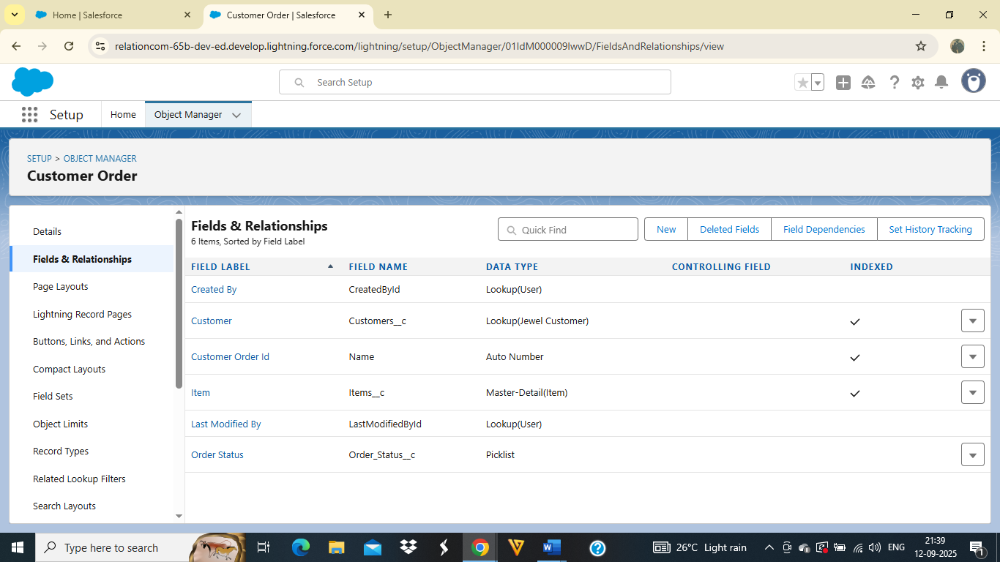 Home | Salesforce
Customer Order | Salesforce
relationcom-65b-dev-ed.develop.lightning.force.com/lightning/setup/ObjectManager/01IdM000009IwwD/FieldsAndRelationships/view
Search Setup
Setup
Home
Object Manager
SETUP > OBJECT MANAGER
Customer Order
Details
Fields & Relationships
Page Layouts
Lightning Record Pages
Buttons, Links, and Actions
Compact Layouts
Field Sets
Object Limits
Record Types
Related Lookup Filters
Search Layouts
Fields & Relationships
6 Items, Sorted by Field Label
Quick Find
New
Deleted Fields
Field Dependencies
Set History Tracking
FIELD LABEL FIELD NAME DATA TYPE CONTROLLING FIELD INDEXED
Created By CreatedById Lookup(User)
Customer Customers__c Lookup(Jewel Customer)
Customer Order Id Name Auto Number
Item Items__c Master-Detail(Item)
Last Modified By LastModifiedById Lookup(User)
Order Status Order_Status__c Picklist
Type here to search
26°C Light rain
ENG
21:39
12-09-2025
1